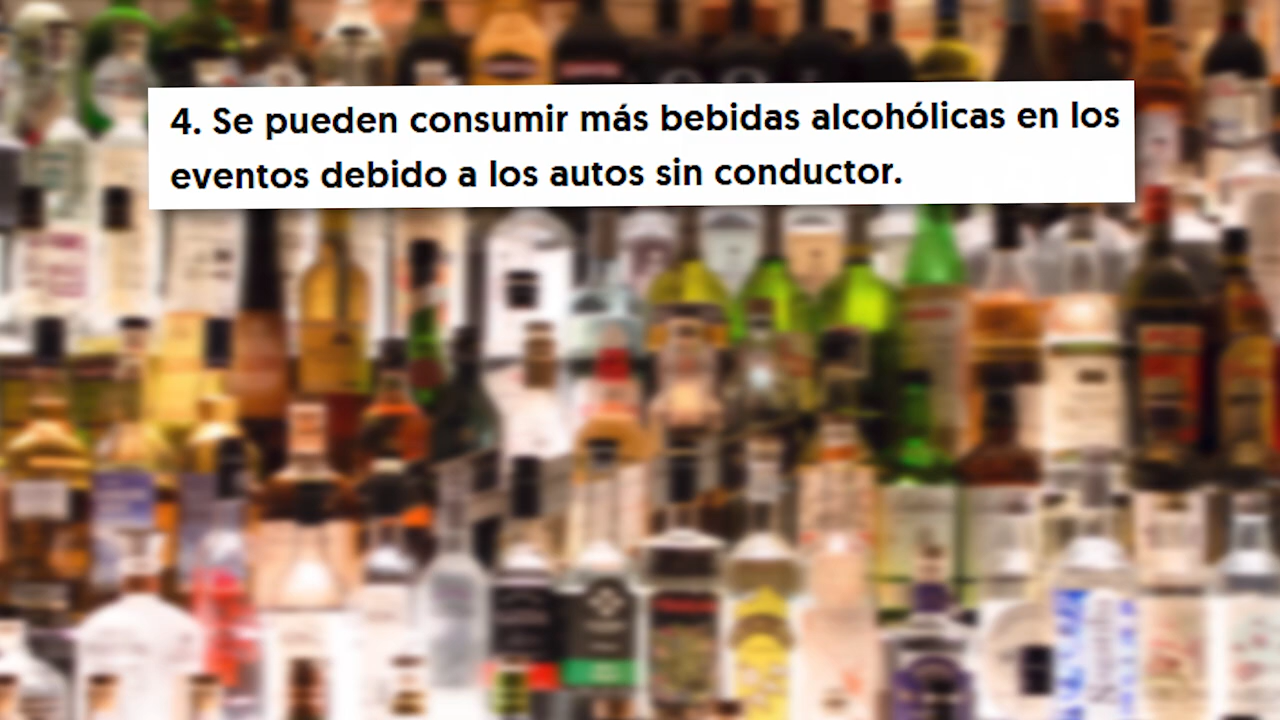 4. Se pueden consumir más bebidas alcohólicas en los
eventos debido a los autos sin conductor.